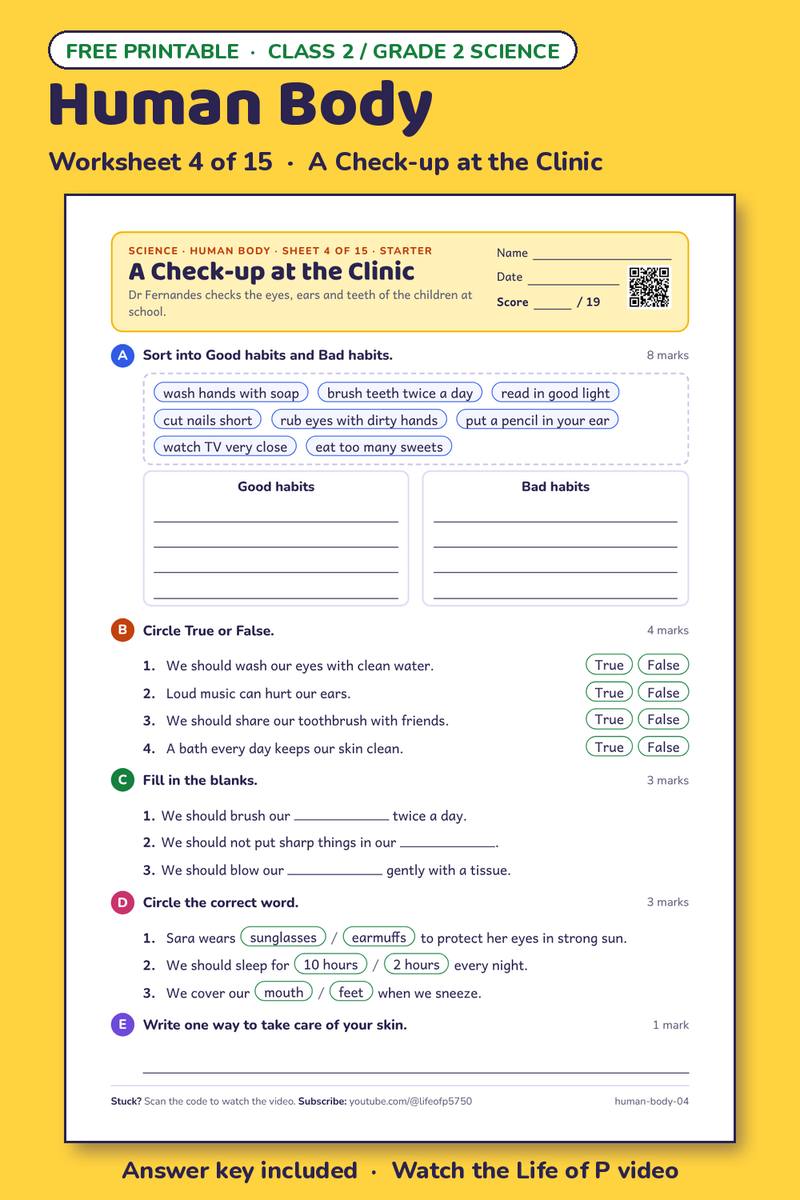 FREE PRINTABLE · CLASS 2 / GRADE 2 SCIENCE
Human Body
Worksheet 4 of 15 · A Check-up at the Clinic
SCIENCE · HUMAN BODY · SHEET 4 OF 15 · STARTER
A Check-up at the Clinic
Dr Fernandes checks the eyes, ears and teeth of the children at
school.
Name
Date
Score / 19
A Sort into Good habits and Bad habits. 8 marks
wash hands with soap brush teeth twice a day read in good light
cut nails short rub eyes with dirty hands put a pencil in your ear
watch TV very close eat too many sweets
Good habits Bad habits
B Circle True or False. 4 marks
1. We should wash our eyes with clean water. True False
2. Loud music can hurt our ears. True False
3. We should share our toothbrush with friends. True False
4. A bath every day keeps our skin clean. True False
C Fill in the blanks. 3 marks
1. We should brush our ____________ twice a day.
2. We should not put sharp things in our ____________.
3. We should blow our ____________ gently with a tissue.
D Circle the correct word. 3 marks
1. Sara wears sunglasses / earmuffs to protect her eyes in strong sun.
2. We should sleep for 10 hours / 2 hours every night.
3. We cover our mouth / feet when we sneeze.
E Write one way to take care of your skin. 1 mark
Stuck? Scan the code to watch the video. Subscribe: youtube.com/@lifeofp5750 human-body-04
Answer key included · Watch the Life of P video